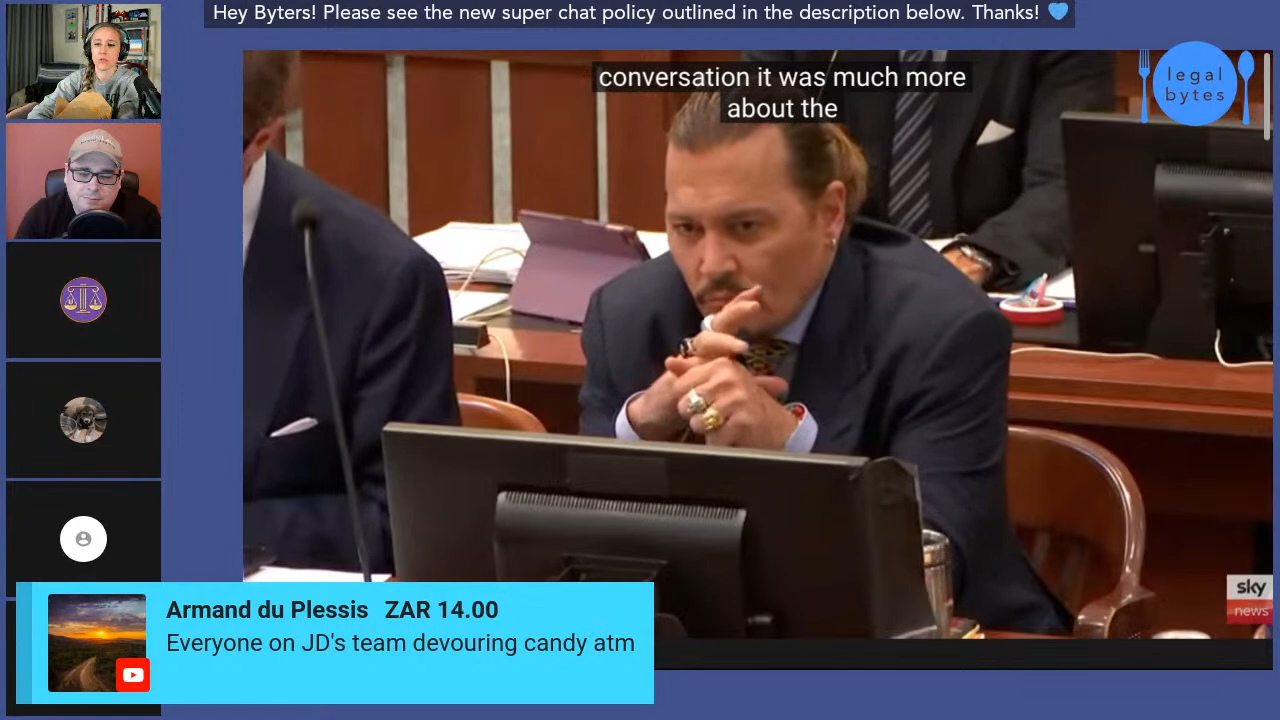 Hey Byters! Please see the new super chat policy outlined in the description below. Thanks! 💙
conversation it was much more
about the
legal
bytes
sky
news
Armand du Plessis ZAR 14.00
Everyone on JD's team devouring candy atm